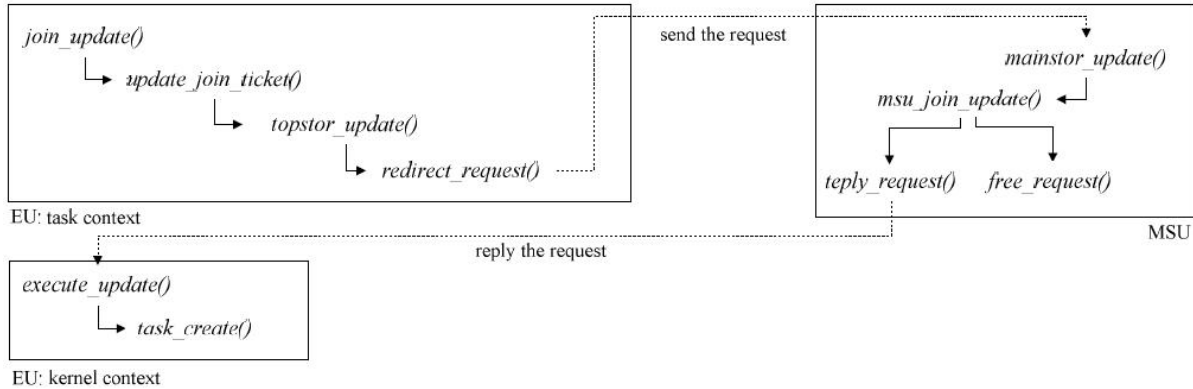 join_update()
update_join_ticket()
topstor_update()
redirect_request()
EU: task context
send the request
mainstor_update()
msu_join_update()
teply_request() free_request()
MSU
reply the request
execute_update()
task_create()
EU: kernel context